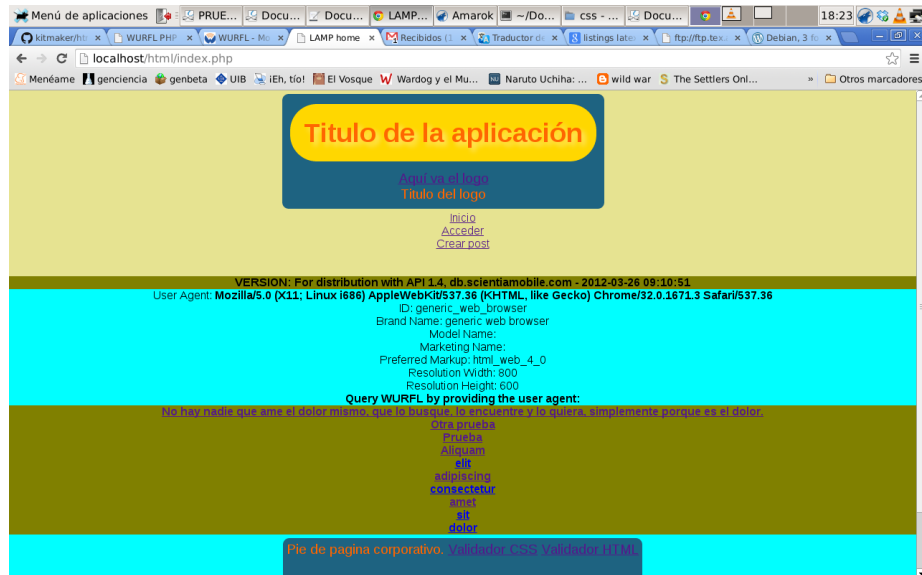 Menú de aplicaciones PRUE... Docu... Docu... LAMP... Amarok ~/Do... css - ... Docu... 18:23
kitmaker/ht WURFL PHP WURFL - Mo LAMP home Recibidos (1 Traductor de listings late ftp://ftp.tex. Debian, 3 fo
localhost/html/index.php
Menéame genciencia genbeta UIB ¡Eh, tío! El Vosque Wardog y el Mu... Naruto Uchiha: ... wild war The Settlers Onl... » Otros marcadores
Titulo de la aplicación
Aquí va el logo
Titulo del logo
Inicio
Acceder
Crear post
VERSION: For distribution with API 1.4, db.scientiamobile.com - 2012-03-26 09:10:51
User Agent: Mozilla/5.0 (X11; Linux i686) AppleWebKit/537.36 (KHTML, like Gecko) Chrome/32.0.1671.3 Safari/537.36
ID: generic_web_browser
Brand Name: generic web browser
Model Name:
Marketing Name:
Preferred Markup: html_web_4_0
Resolution Width: 800
Resolution Height: 600
Query WURFL by providing the user agent:
No hay nadie que ame el dolor mismo, que lo busque, lo encuentre y lo quiera, simplemente porque es el dolor.
Otra prueba
Prueba
Aliquam
elit
adipiscing
consectetur
amet
sit
dolor
Pie de pagina corporativo. Validador CSS Validador HTML